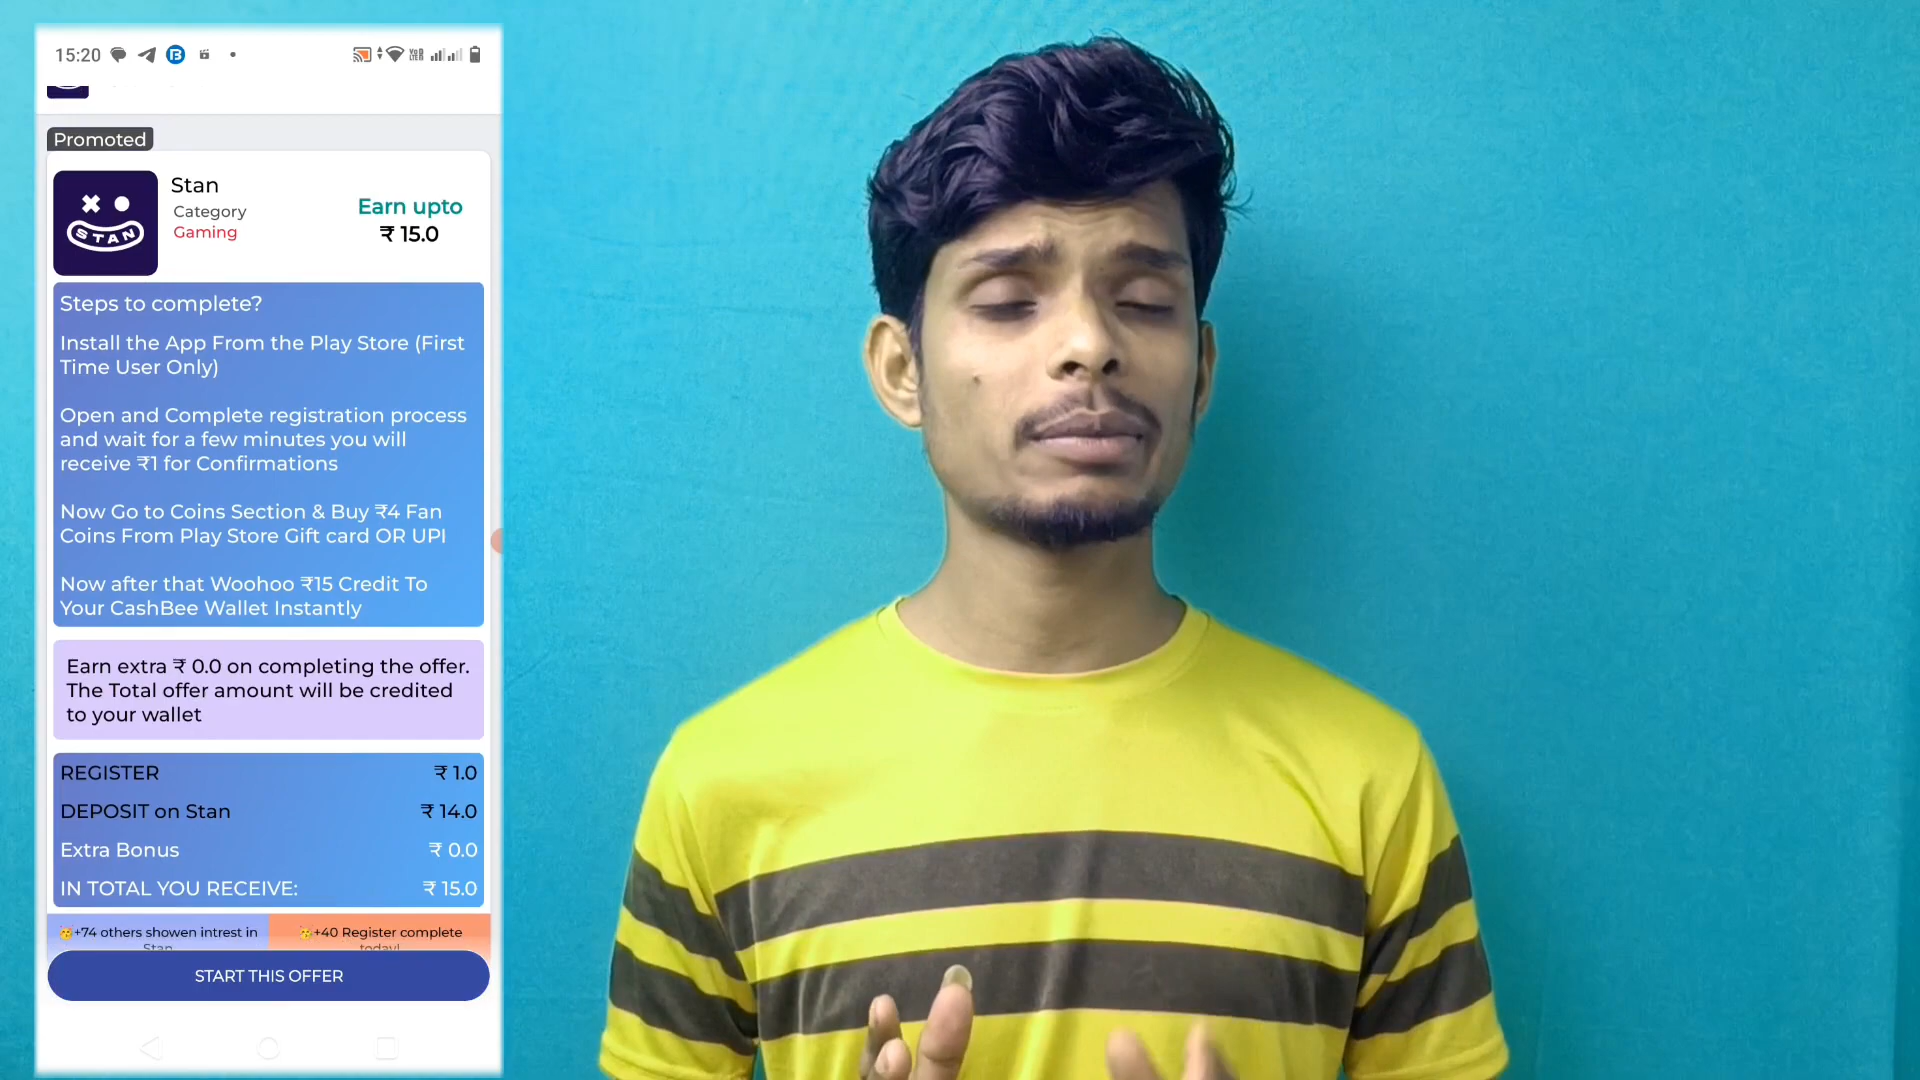 15:20
Promoted
Stan
Category
Gaming
Earn upto
₹ 15.0
STAN
Steps to complete?
Install the App From the Play Store (First
Time User Only)
Open and Complete registration process
and wait for a few minutes you will
receive ₹1 for Confirmations
Now Go to Coins Section & Buy ₹4 Fan
Coins From Play Store Gift card OR UPI
Now after that Woohoo ₹15 Credit To
Your CashBee Wallet Instantly
Earn extra ₹ 0.0 on completing the offer.
The Total offer amount will be credited
to your wallet
REGISTER ₹ 1.0
DEPOSIT on Stan ₹ 14.0
Extra Bonus ₹ 0.0
IN TOTAL YOU RECEIVE: ₹ 15.0
🥳+74 others showen intrest in
Stan
🥳+40 Register complete
today!
START THIS OFFER